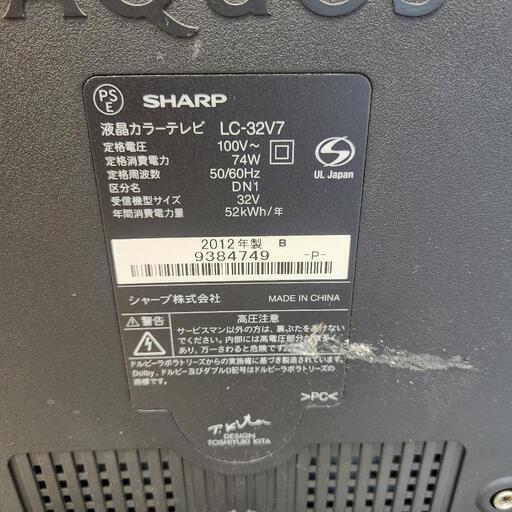 AQUOS
PS
E
SHARP
液晶カラーテレビ LC-32V7
定格電圧 100V～
定格消費電力 74W
定格周波数 50/60Hz
区分名 DN1
受信機型サイズ 32V
年間消費電力量 52kWh/年
UL Japan
2012年製 B
9384749 -P-
シャープ株式会社 MADE IN CHINA
警告 高圧注意
サービスマン以外の方は、裏ぶたをあけない
でください。内部には高電圧部分が数多く
あり、万一さわると危険です。
ドルビーラボラトリーズからの実施権に基づき製造されています。
Dolby、ドルビー及びダブルD記号はドルビーラボラトリーズの商標です。
>PC<
T.Kita
DESIGN
TOSHIYUKI KITA